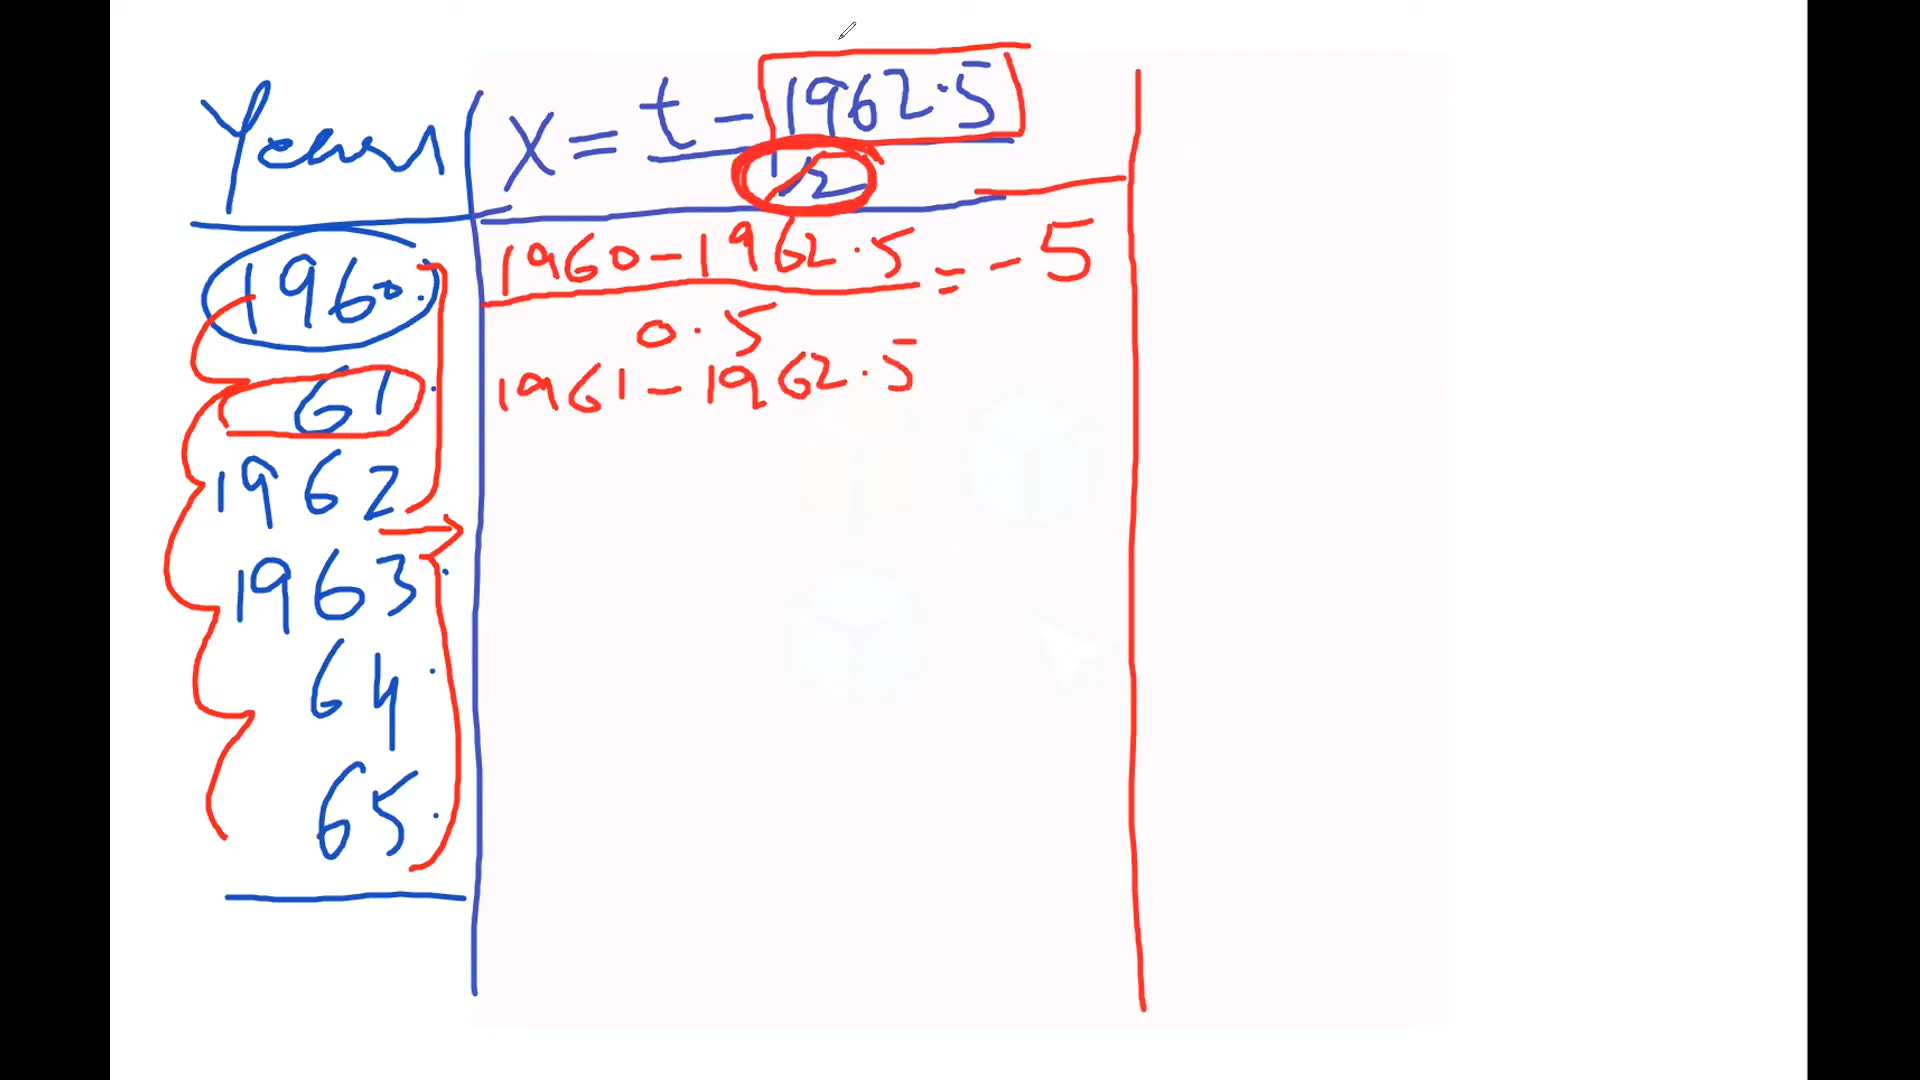 Years X = t - 1962.5
1/2
1960 1960 - 1962.5 = - 5
0.5
61 1961 - 1962.5
1962
1963
64
65